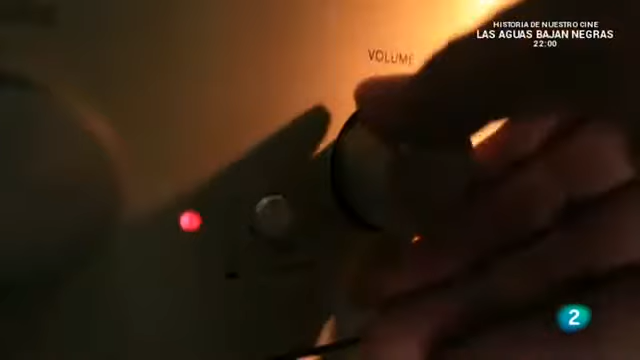 HISTORIA DE NUESTRO CINE
LAS AGUAS BAJAN NEGRAS
22:00
VOLUME
2